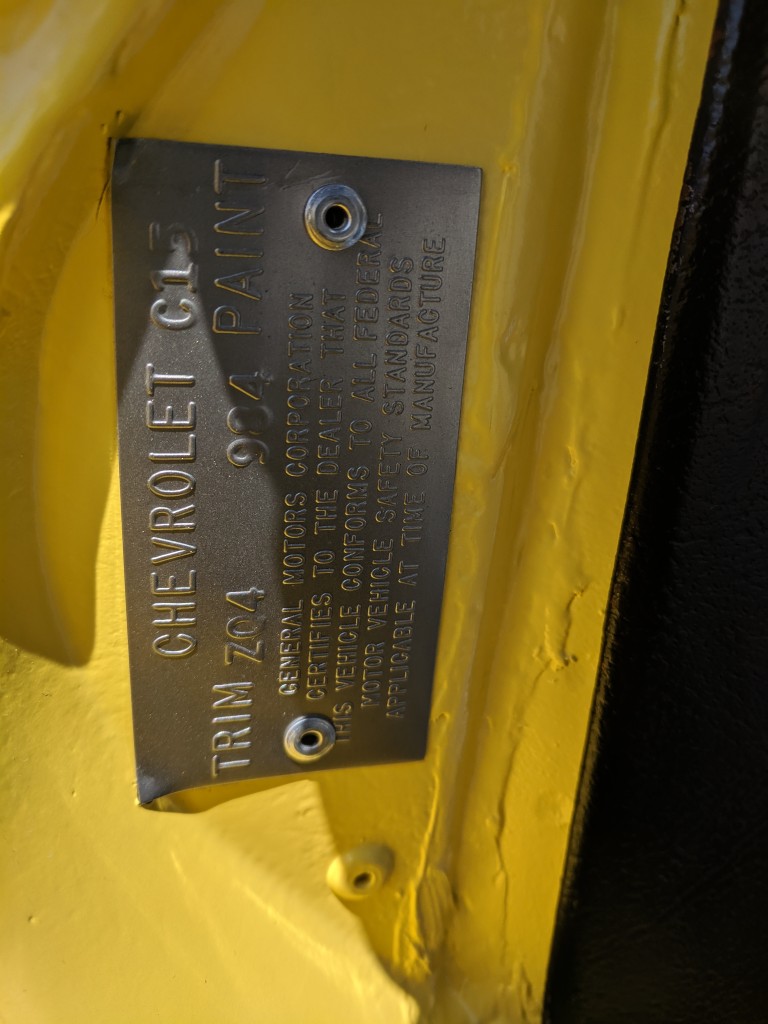 CHEVROLET C15
TRIM Z04 904 PAINT
GENERAL MOTORS CORPORATION
CERTIFIES TO THE DEALER THAT
THIS VEHICLE CONFORMS TO ALL FEDERAL
MOTOR VEHICLE SAFETY STANDARDS
APPLICABLE AT TIME OF MANUFACTURE